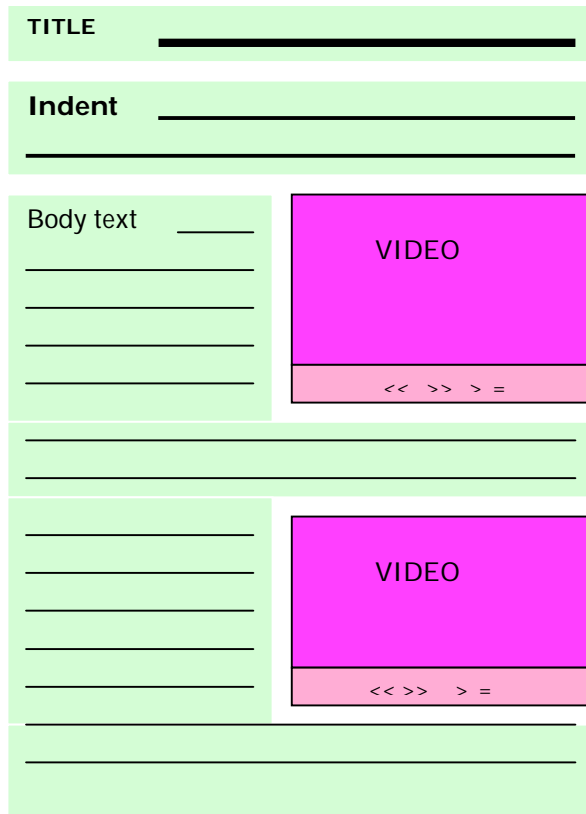 TITLE
Indent
Body text
VIDEO
<< >> > =
VIDEO
<< >> > =